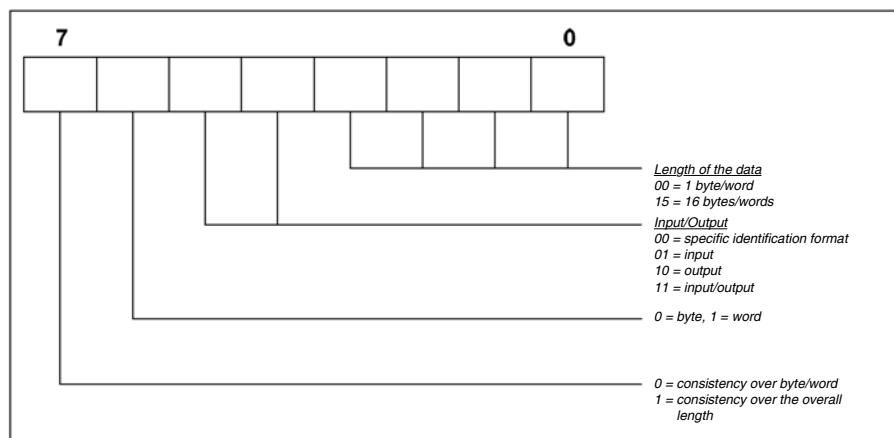 7 0
Length of the data
00 = 1 byte/word
15 = 16 bytes/words
Input/Output
00 = specific identification format
01 = input
10 = output
11 = input/output
0 = byte, 1 = word
0 = consistency over byte/word
1 = consistency over the overall
length